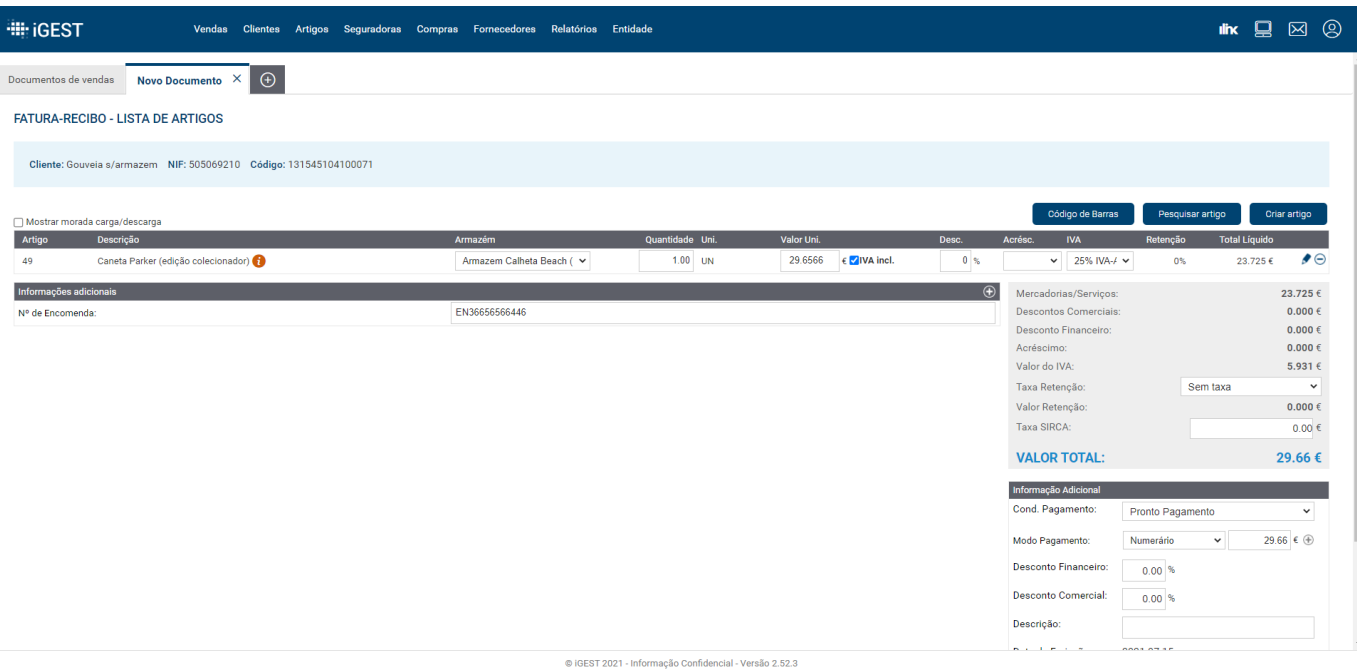 iGEST Vendas Clientes Artigos Seguradoras Compras Fornecedores Relatórios Entidade ilinx
Documentos de vendas Novo Documento
FATURA-RECIBO - LISTA DE ARTIGOS
Cliente: Gouveia s/armazem NIF: 505069210 Código: 131545104100071
Mostrar morada carga/descarga Código de Barras Pesquisar artigo Criar artigo
Artigo Descrição Armazém Quantidade Uni. Valor Uni. Desc. Acrésc. IVA Retenção Total Líquido
49 Caneta Parker (edição colecionador) i Armazem Calheta Beach ( 1.00 UN 29.6566 € IVA incl. 0 % 25% IVA-/ 0% 23.725 €
Informações adicionais
Nº de Encomenda: EN36656566446
Mercadorias/Serviços: 23.725 €
Descontos Comerciais: 0.000 €
Desconto Financeiro: 0.000 €
Acréscimo: 0.000 €
Valor do IVA: 5.931 €
Taxa Retenção: Sem taxa
Valor Retenção: 0.000 €
Taxa SIRCA: 0.00 €
VALOR TOTAL: 29.66 €
Informação Adicional
Cond. Pagamento: Pronto Pagamento
Modo Pagamento: Numerário 29.66 €
Desconto Financeiro: 0.00 %
Desconto Comercial: 0.00 %
Descrição:
© iGEST 2021 - Informação Confidencial - Versão 2.52.3